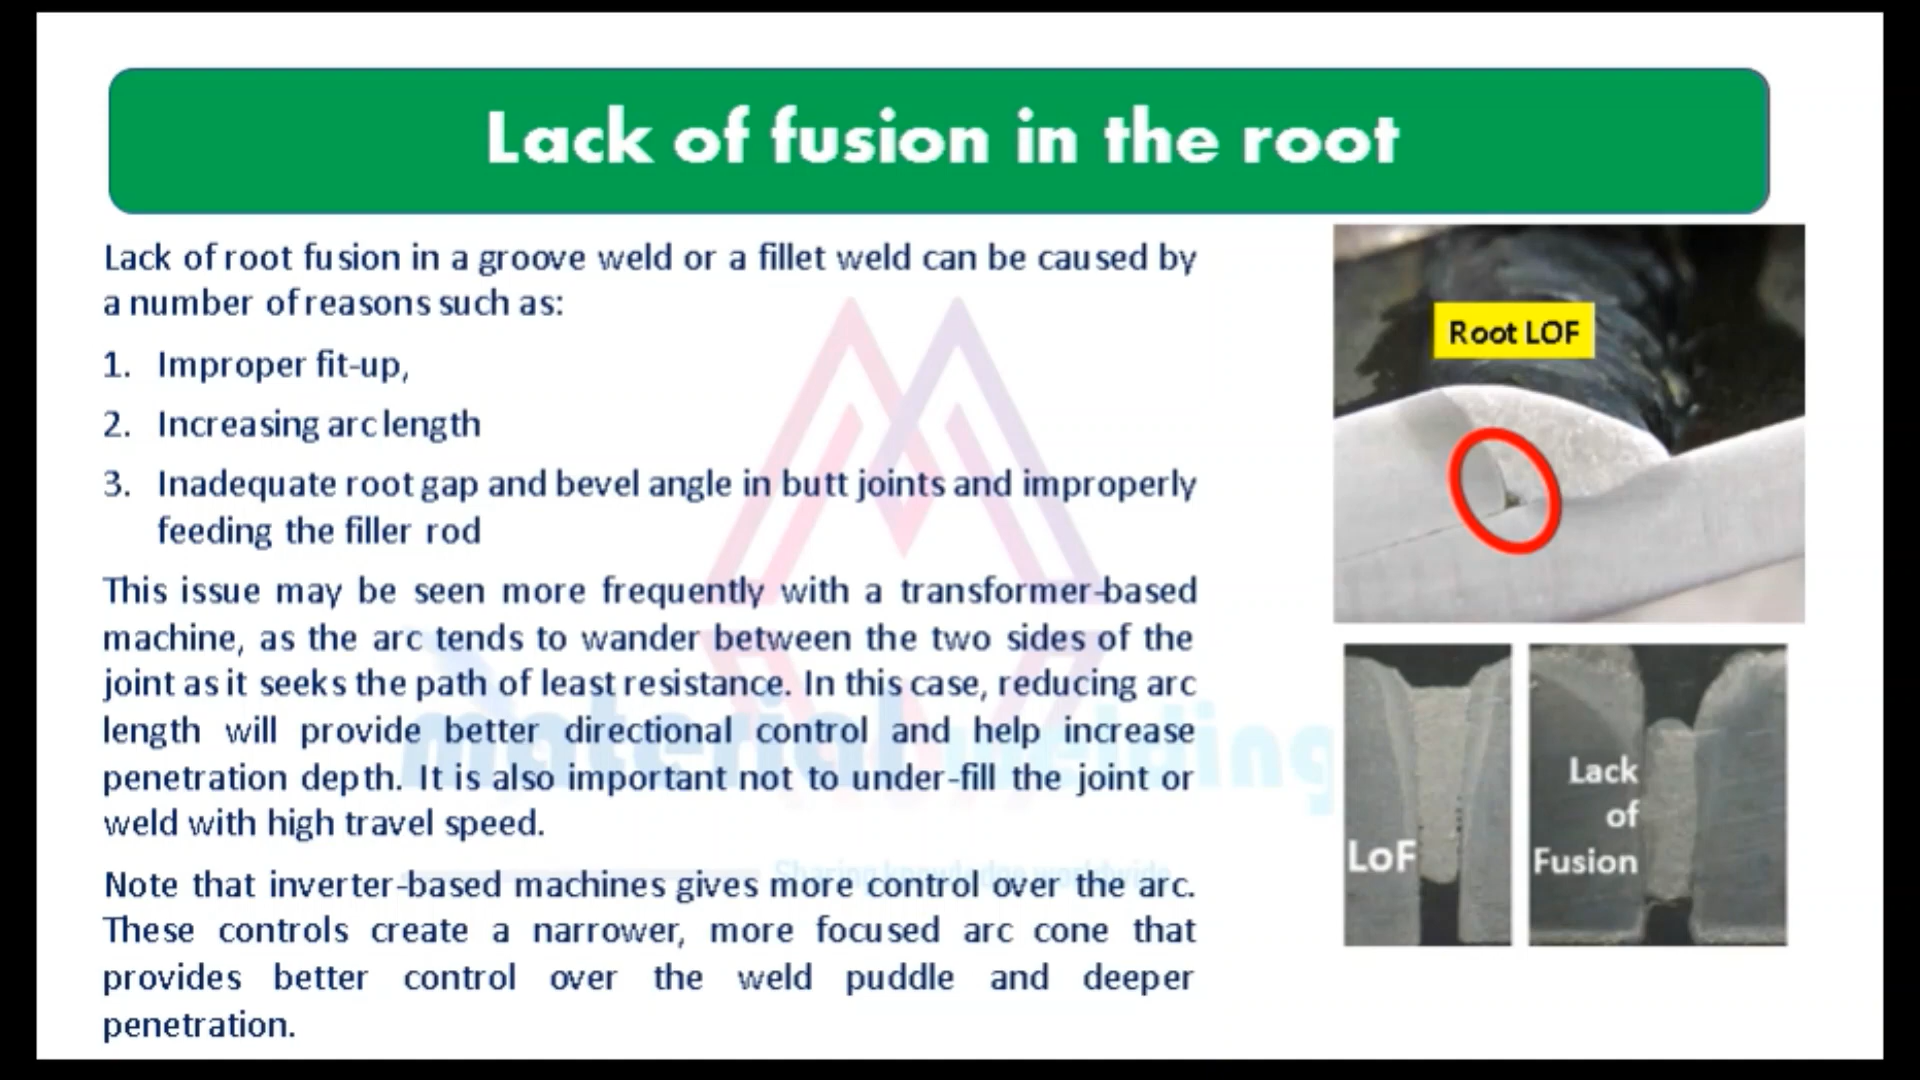 Lack of fusion in the root
Lack of root fusion in a groove weld or a fillet weld can be caused by
a number of reasons such as:
1. Improper fit-up,
2. Increasing arc length
3. Inadequate root gap and bevel angle in butt joints and improperly
feeding the filler rod
This issue may be seen more frequently with a transformer-based
machine, as the arc tends to wander between the two sides of the
joint as it seeks the path of least resistance. In this case, reducing arc
length will provide better directional control and help increase
penetration depth. It is also important not to under-fill the joint or
weld with high travel speed.
Note that inverter-based machines gives more control over the arc.
These controls create a narrower, more focused arc cone that
provides better control over the weld puddle and deeper
penetration.
material welding
Sharing knowledge worldwide
Root LOF
LoF
Lack
of
Fusion